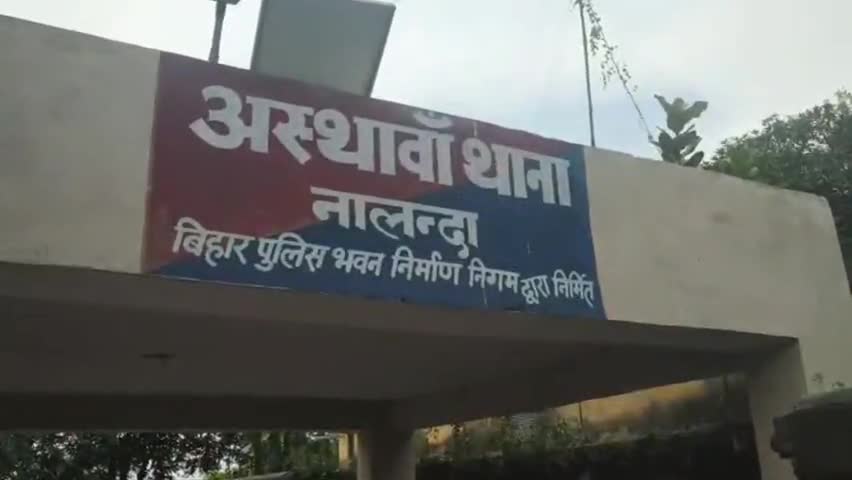 अस्थावाँ थाना
नालन्दा
बिहार पुलिस भवन निर्माण निगम द्वारा निर्मित